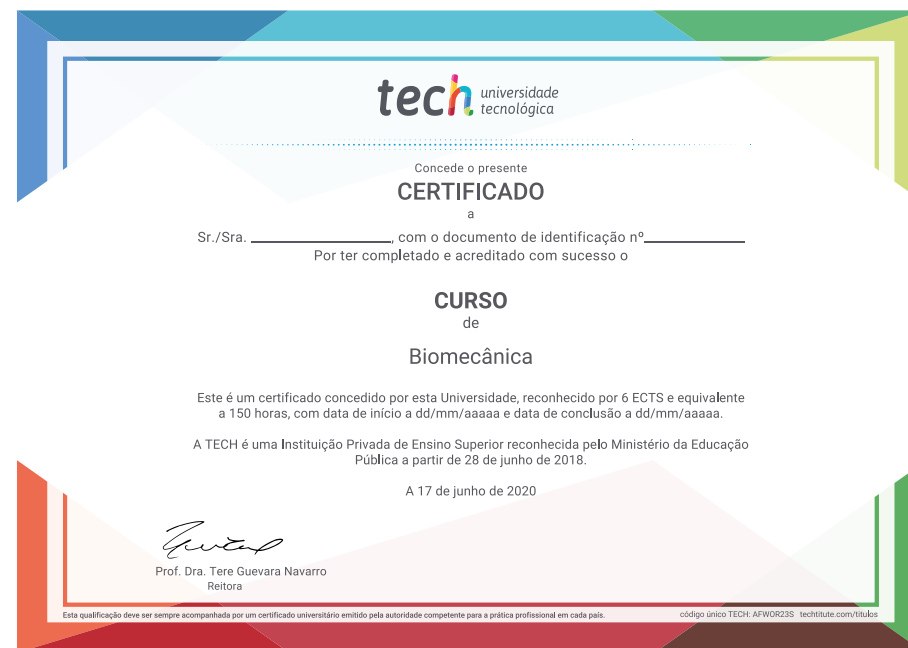 tech universidade
tecnológica
Concede o presente
CERTIFICADO
a
Sr./Sra. ____________________, com o documento de identificação nº______________
Por ter completado e acreditado com sucesso o
CURSO
de
Biomecânica
Este é um certificado concedido por esta Universidade, reconhecido por 6 ECTS e equivalente
a 150 horas, com data de início a dd/mm/aaaaa e data de conclusão a dd/mm/aaaaa.
A TECH é uma Instituição Privada de Ensino Superior reconhecida pelo Ministério da Educação
Pública a partir de 28 de junho de 2018.
A 17 de junho de 2020
Prof. Dra. Tere Guevara Navarro
Reitora
Esta qualificação deve ser sempre acompanhada por um certificado universitário emitido pela autoridade competente para a prática profissional em cada país. código único TECH: AFWOR23S techtitute.com/titulos